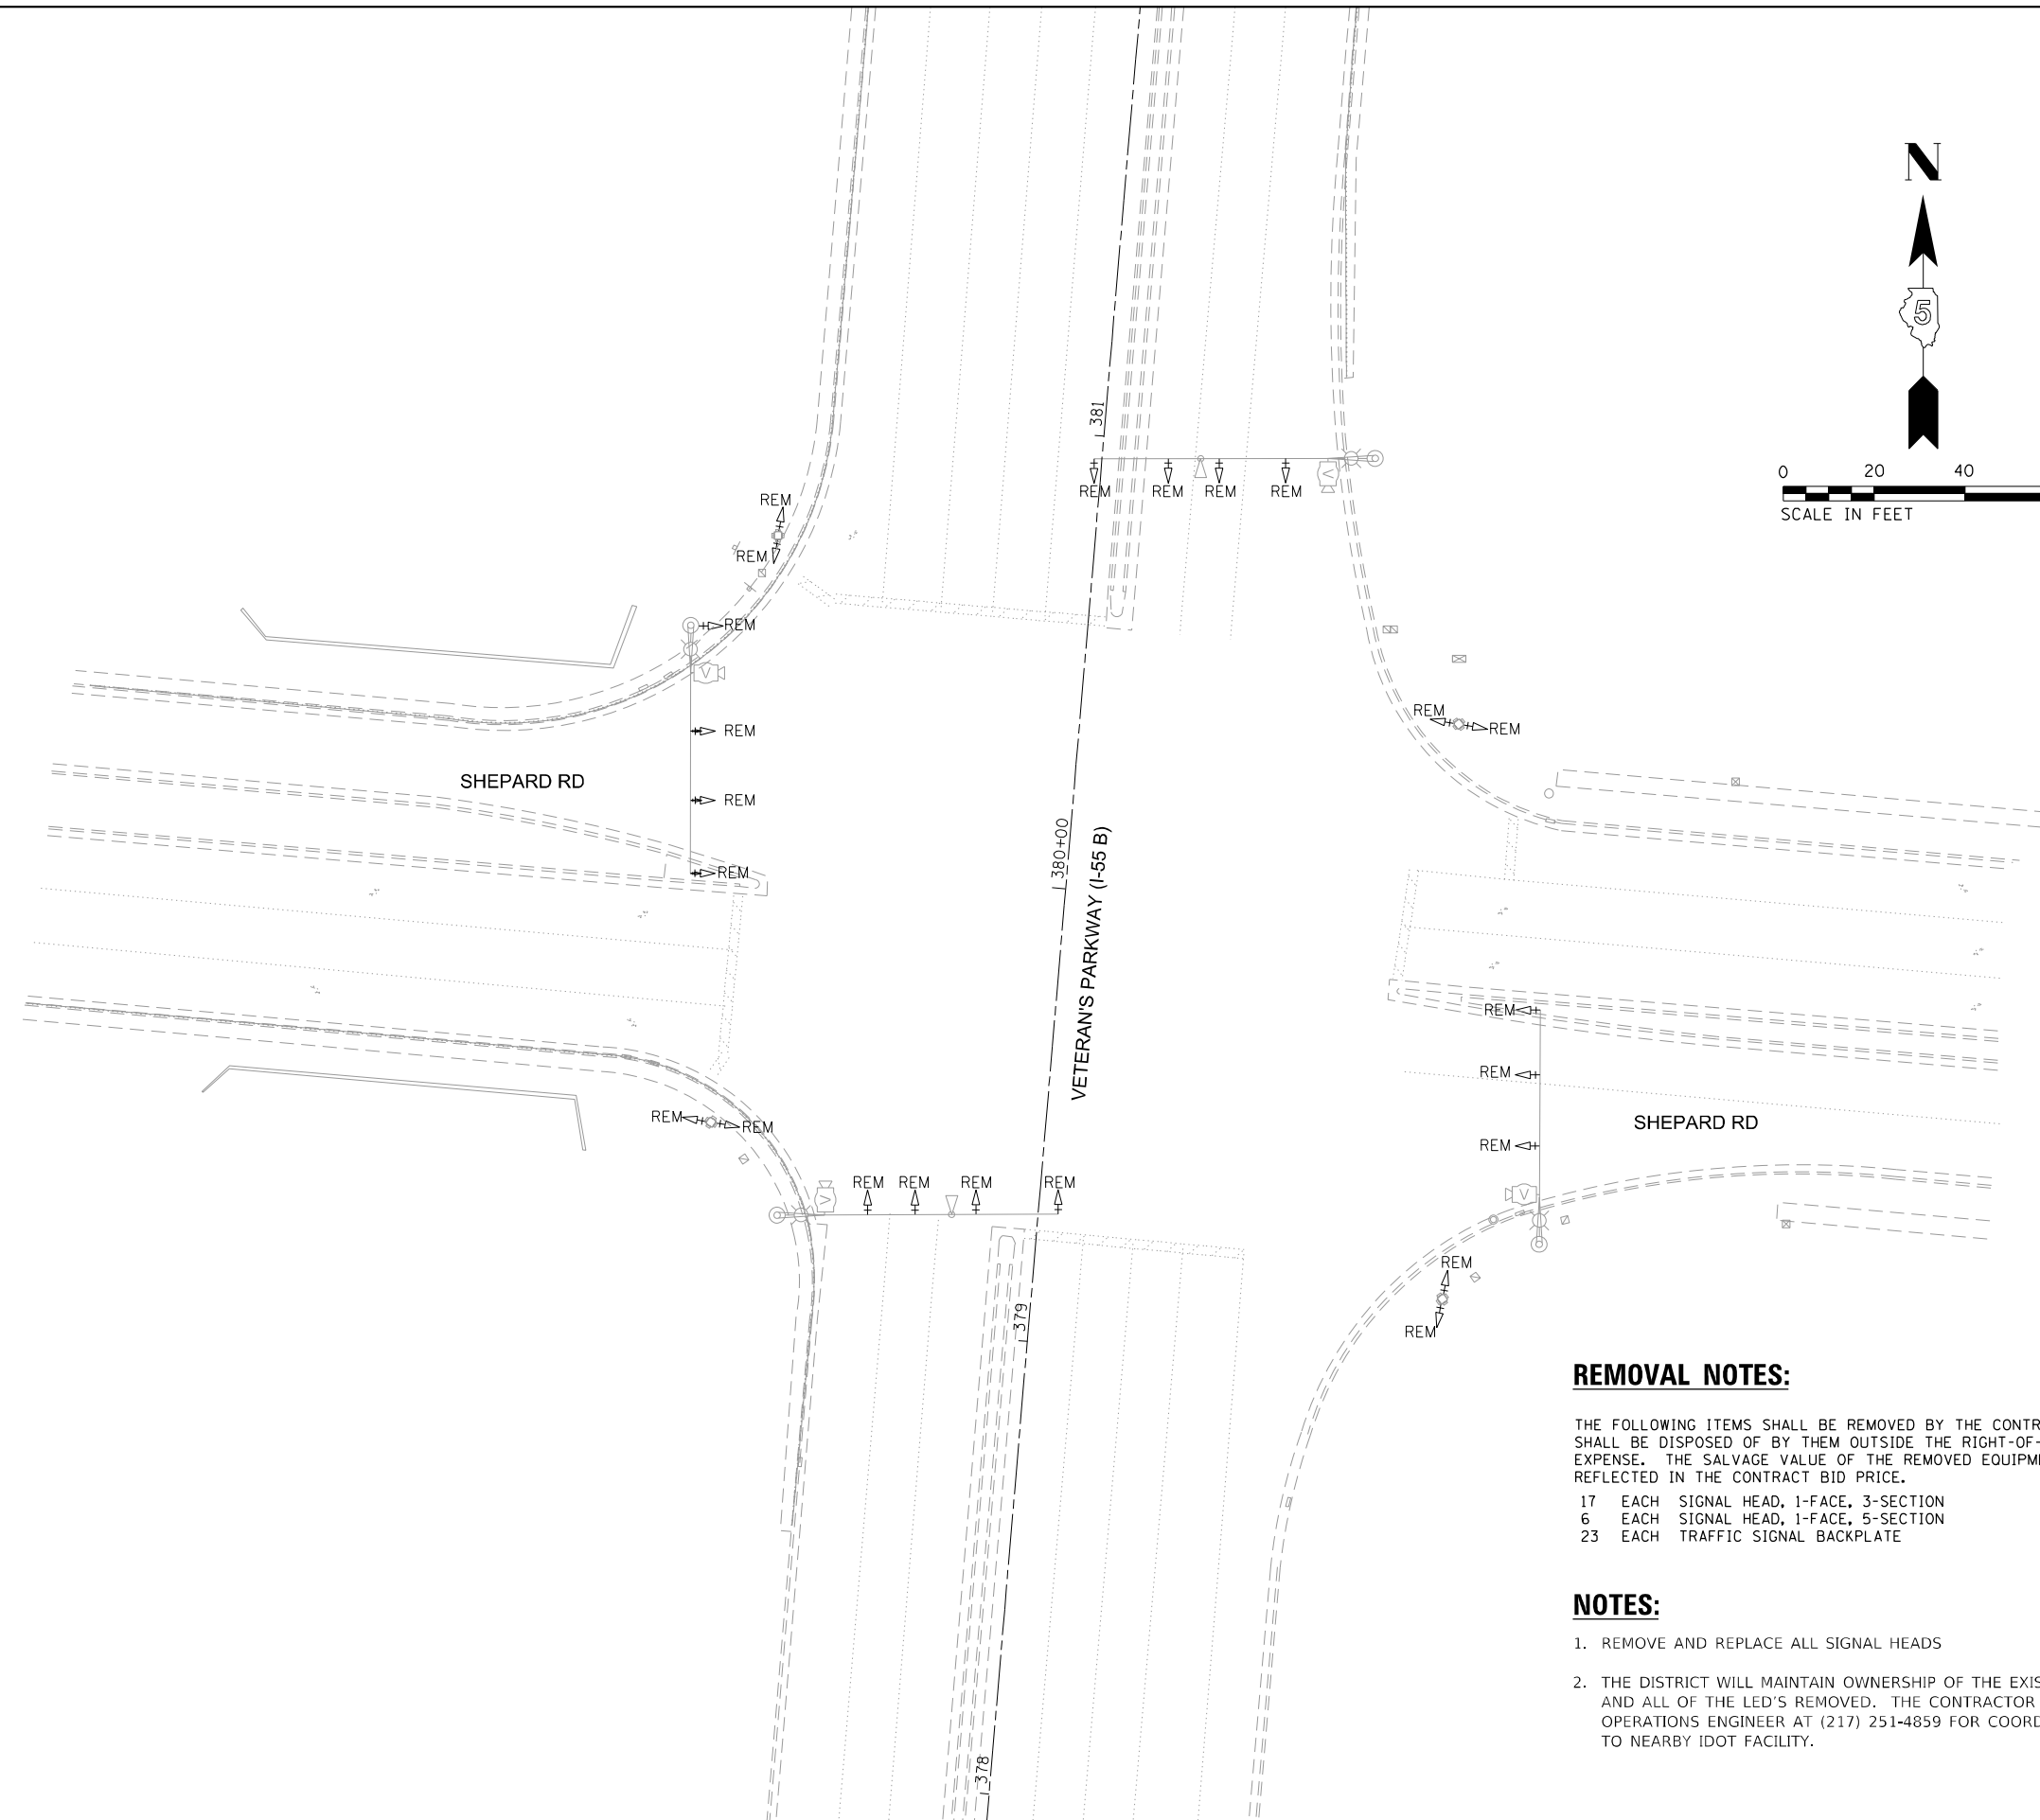 N
5
0 20 40
SCALE IN FEET
381
REM REM REM REM
REM
REM
REM
REM
REM
REM
SHEPARD RD
REM
REM
380+00
VETERAN'S PARKWAY (I-55 B)
REM
REM
REM
REM
SHEPARD RD
REM
REM
REM REM REM REM
379
REM
REM
378
V
V
V
V
REMOVAL NOTES:
THE FOLLOWING ITEMS SHALL BE REMOVED BY THE CONTR
SHALL BE DISPOSED OF BY THEM OUTSIDE THE RIGHT-OF-
EXPENSE. THE SALVAGE VALUE OF THE REMOVED EQUIPM
REFLECTED IN THE CONTRACT BID PRICE.
17 EACH SIGNAL HEAD, 1-FACE, 3-SECTION
6 EACH SIGNAL HEAD, 1-FACE, 5-SECTION
23 EACH TRAFFIC SIGNAL BACKPLATE
NOTES:
1. REMOVE AND REPLACE ALL SIGNAL HEADS
2. THE DISTRICT WILL MAINTAIN OWNERSHIP OF THE EXIS
AND ALL OF THE LED'S REMOVED. THE CONTRACTOR
OPERATIONS ENGINEER AT (217) 251-4859 FOR COORD
TO NEARBY IDOT FACILITY.